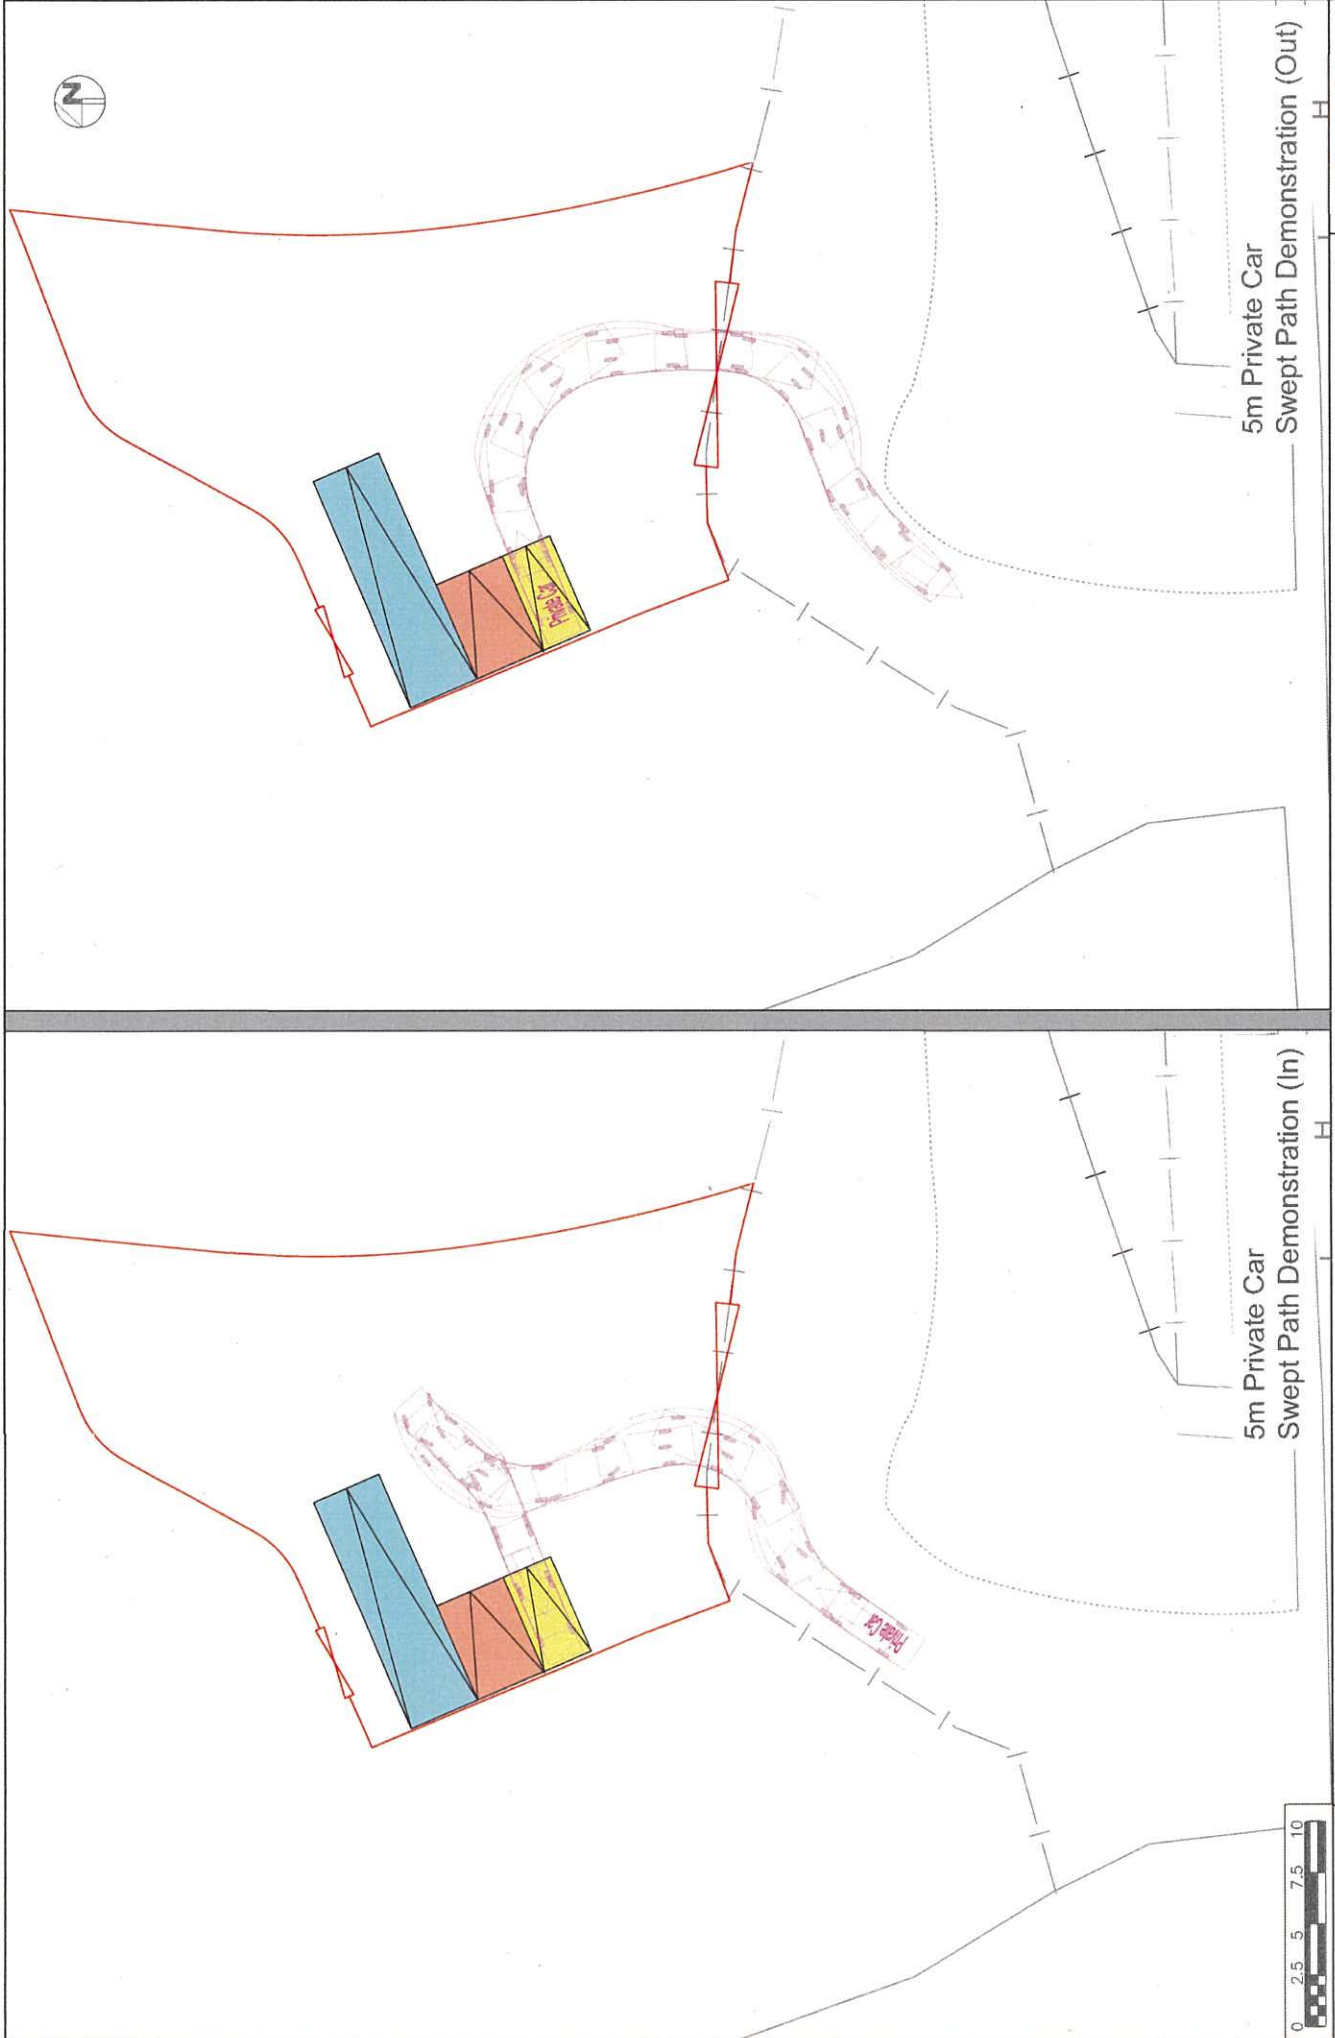 5m Private Car
Swept Path Demonstration (In)
Private Car
0 2.5 5 7.5 10
N
5m Private Car
Swept Path Demonstration (Out)
Private Car